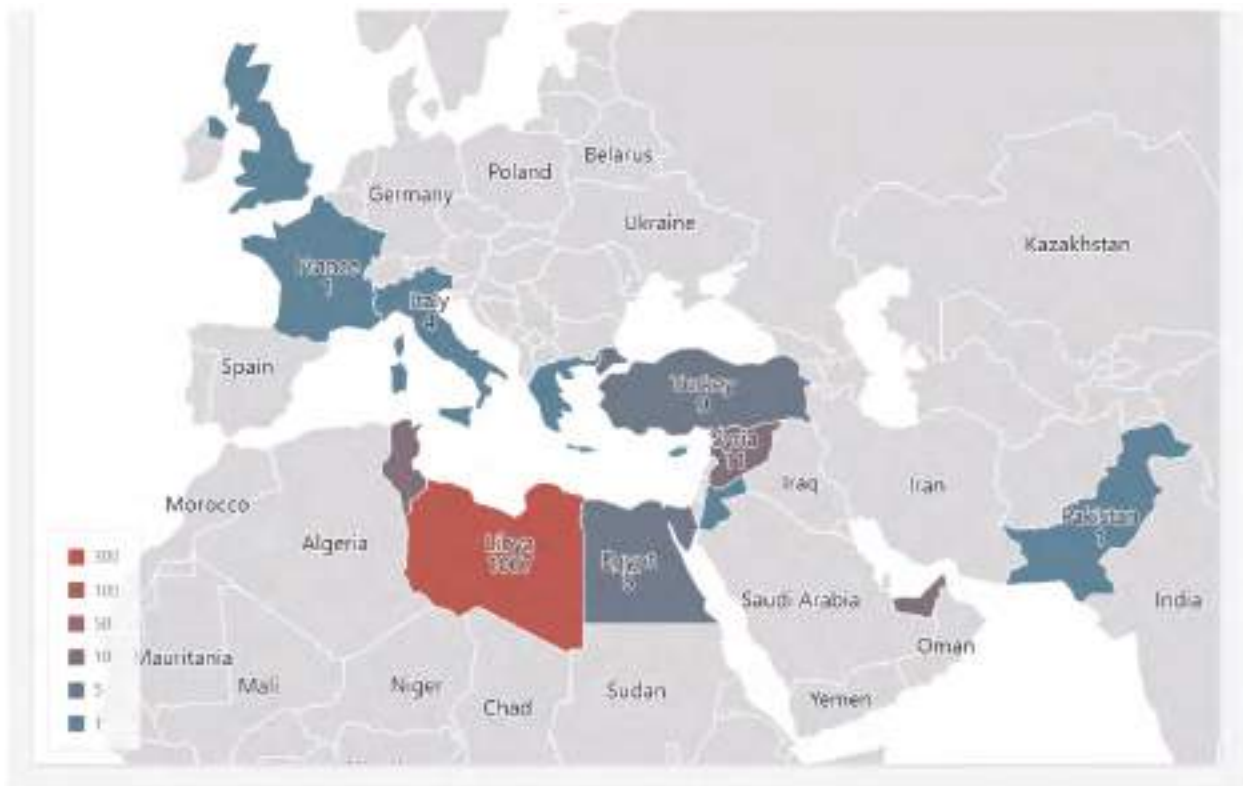 Belarus
Poland
Germany
Ukraine
Kazakhstan
France
1
Italy
4
Spain
Turkey
Syria
11
Iraq
Iran
Morocco
Algeria
Libya
Egypt
Pakistan
1
Saudi Arabia
India
Oman
Mauritania
Mali
Niger
Chad
Sudan
Yemen
100
50
10
5
1